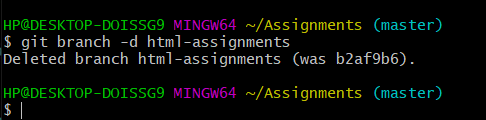 HP@DESKTOP-DOISSG9 MINGW64 ~/Assignments (master)
$ git branch -d html-assignments
Deleted branch html-assignments (was b2af9b6).
HP@DESKTOP-DOISSG9 MINGW64 ~/Assignments (master)
$